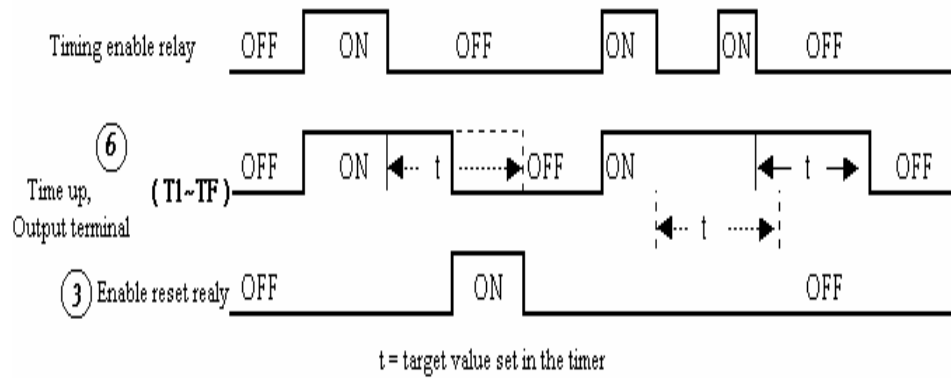 Timing enable relay OFF ON OFF ON ON OFF
6
Time up, Output terminal
( T1~TF ) OFF ON t OFF ON t OFF
t
3 Enable reset realy OFF ON OFF
t = target value set in the timer